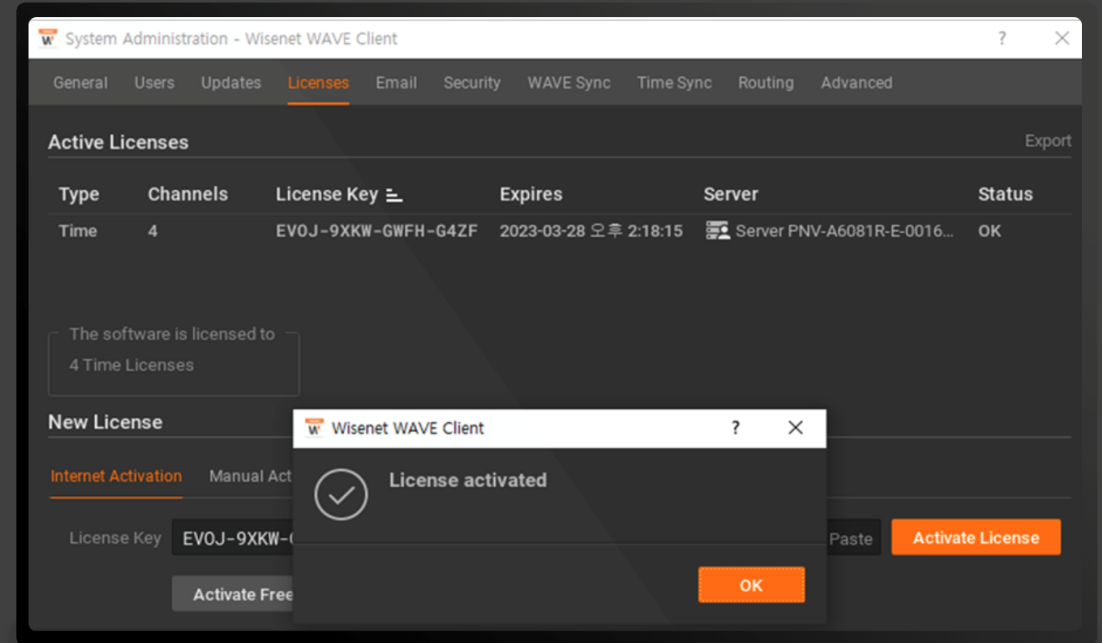 System Administration - Wisenet WAVE Client
General Users Updates Licenses Email Security WAVE Sync Time Sync Routing Advanced
Active Licenses Export
Type Channels License Key Expires Server Status
Time 4 EVOJ-9XKW-GWFH-G4ZF 2023-03-28 오후 2:18:15 Server PNV-A6081R-E-0016... OK
The software is licensed to
4 Time Licenses
New License
Wisenet WAVE Client
Internet Activation Manual Act
License activated
License Key EVOJ-9XKW- Paste Activate License
Activate Free
OK